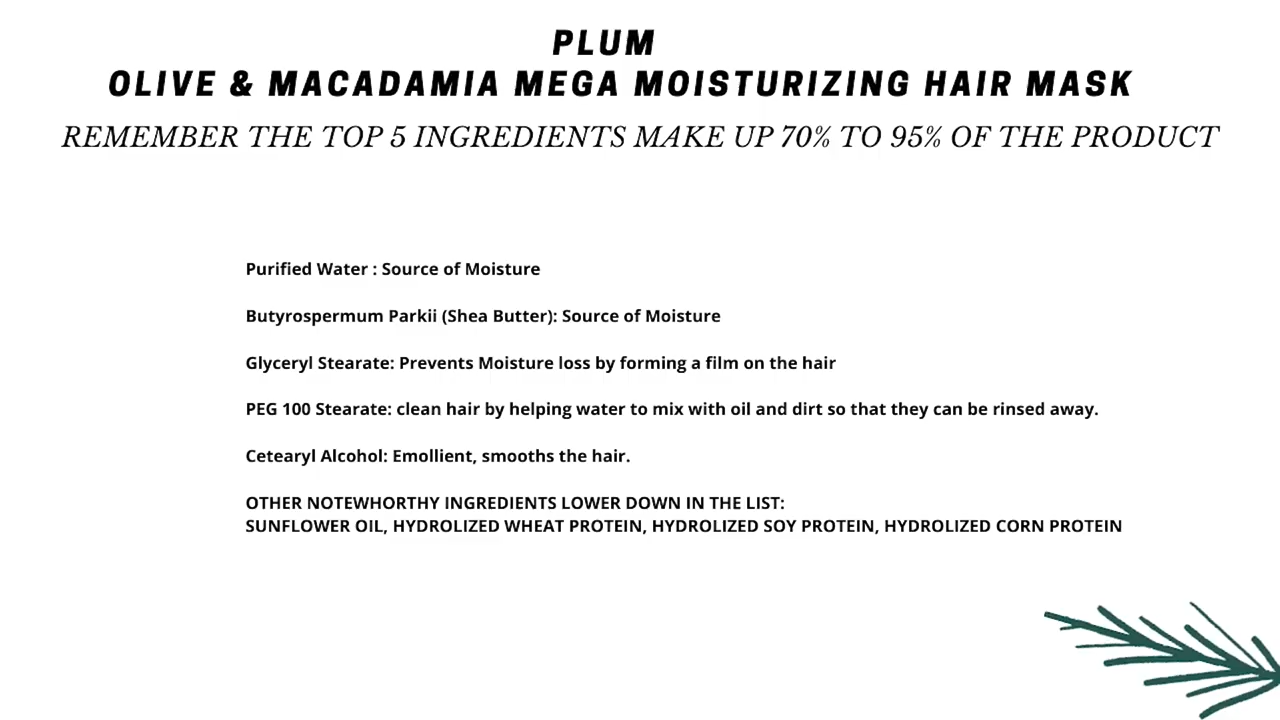 PLUM
OLIVE & MACADAMIA MEGA MOISTURIZING HAIR MASK
REMEMBER THE TOP 5 INGREDIENTS MAKE UP 70% TO 95% OF THE PRODUCT
Purified Water : Source of Moisture
Butyrospermum Parkii (Shea Butter): Source of Moisture
Glyceryl Stearate: Prevents Moisture loss by forming a film on the hair
PEG 100 Stearate: clean hair by helping water to mix with oil and dirt so that they can be rinsed away.
Cetearyl Alcohol: Emollient, smooths the hair.
OTHER NOTEWHORTHY INGREDIENTS LOWER DOWN IN THE LIST:
SUNFLOWER OIL, HYDROLIZED WHEAT PROTEIN, HYDROLIZED SOY PROTEIN, HYDROLIZED CORN PROTEIN